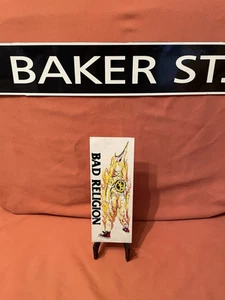 BAKER ST.
BAD RELIGION